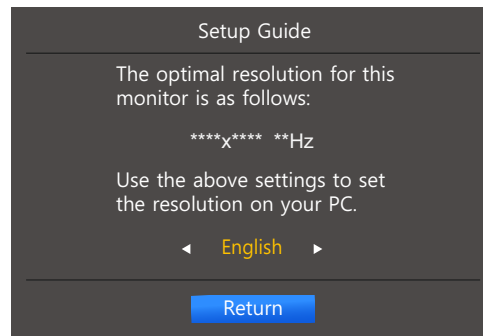 Setup Guide
The optimal resolution for this
monitor is as follows:
****x**** **Hz
Use the above settings to set
the resolution on your PC.
◄ English ►
Return